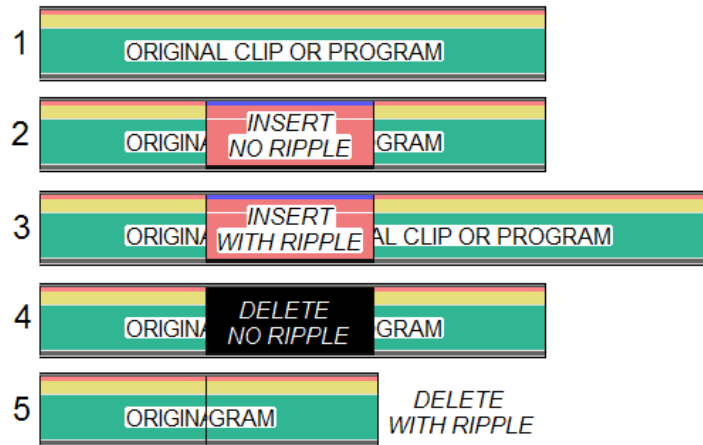 1 ORIGINAL CLIP OR PROGRAM
2 ORIGINA INSERT NO RIPPLE GRAM
3 ORIGINA INSERT WITH RIPPLE AL CLIP OR PROGRAM
4 ORIGIN DELETE NO RIPPLE GRAM
5 ORIGINAGRAM DELETE WITH RIPPLE